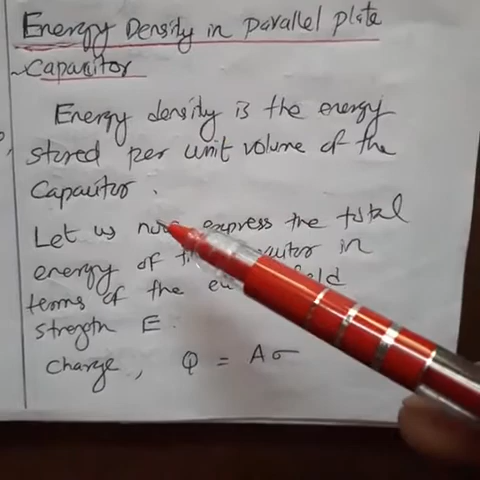 Energy Density in parallel plate
Capacitor
Energy density is the energy
stored per unit volume of the
Capacitor.
Let us now express the total
energy of
in
terms of the
strength E.
charge, Q = Aσ